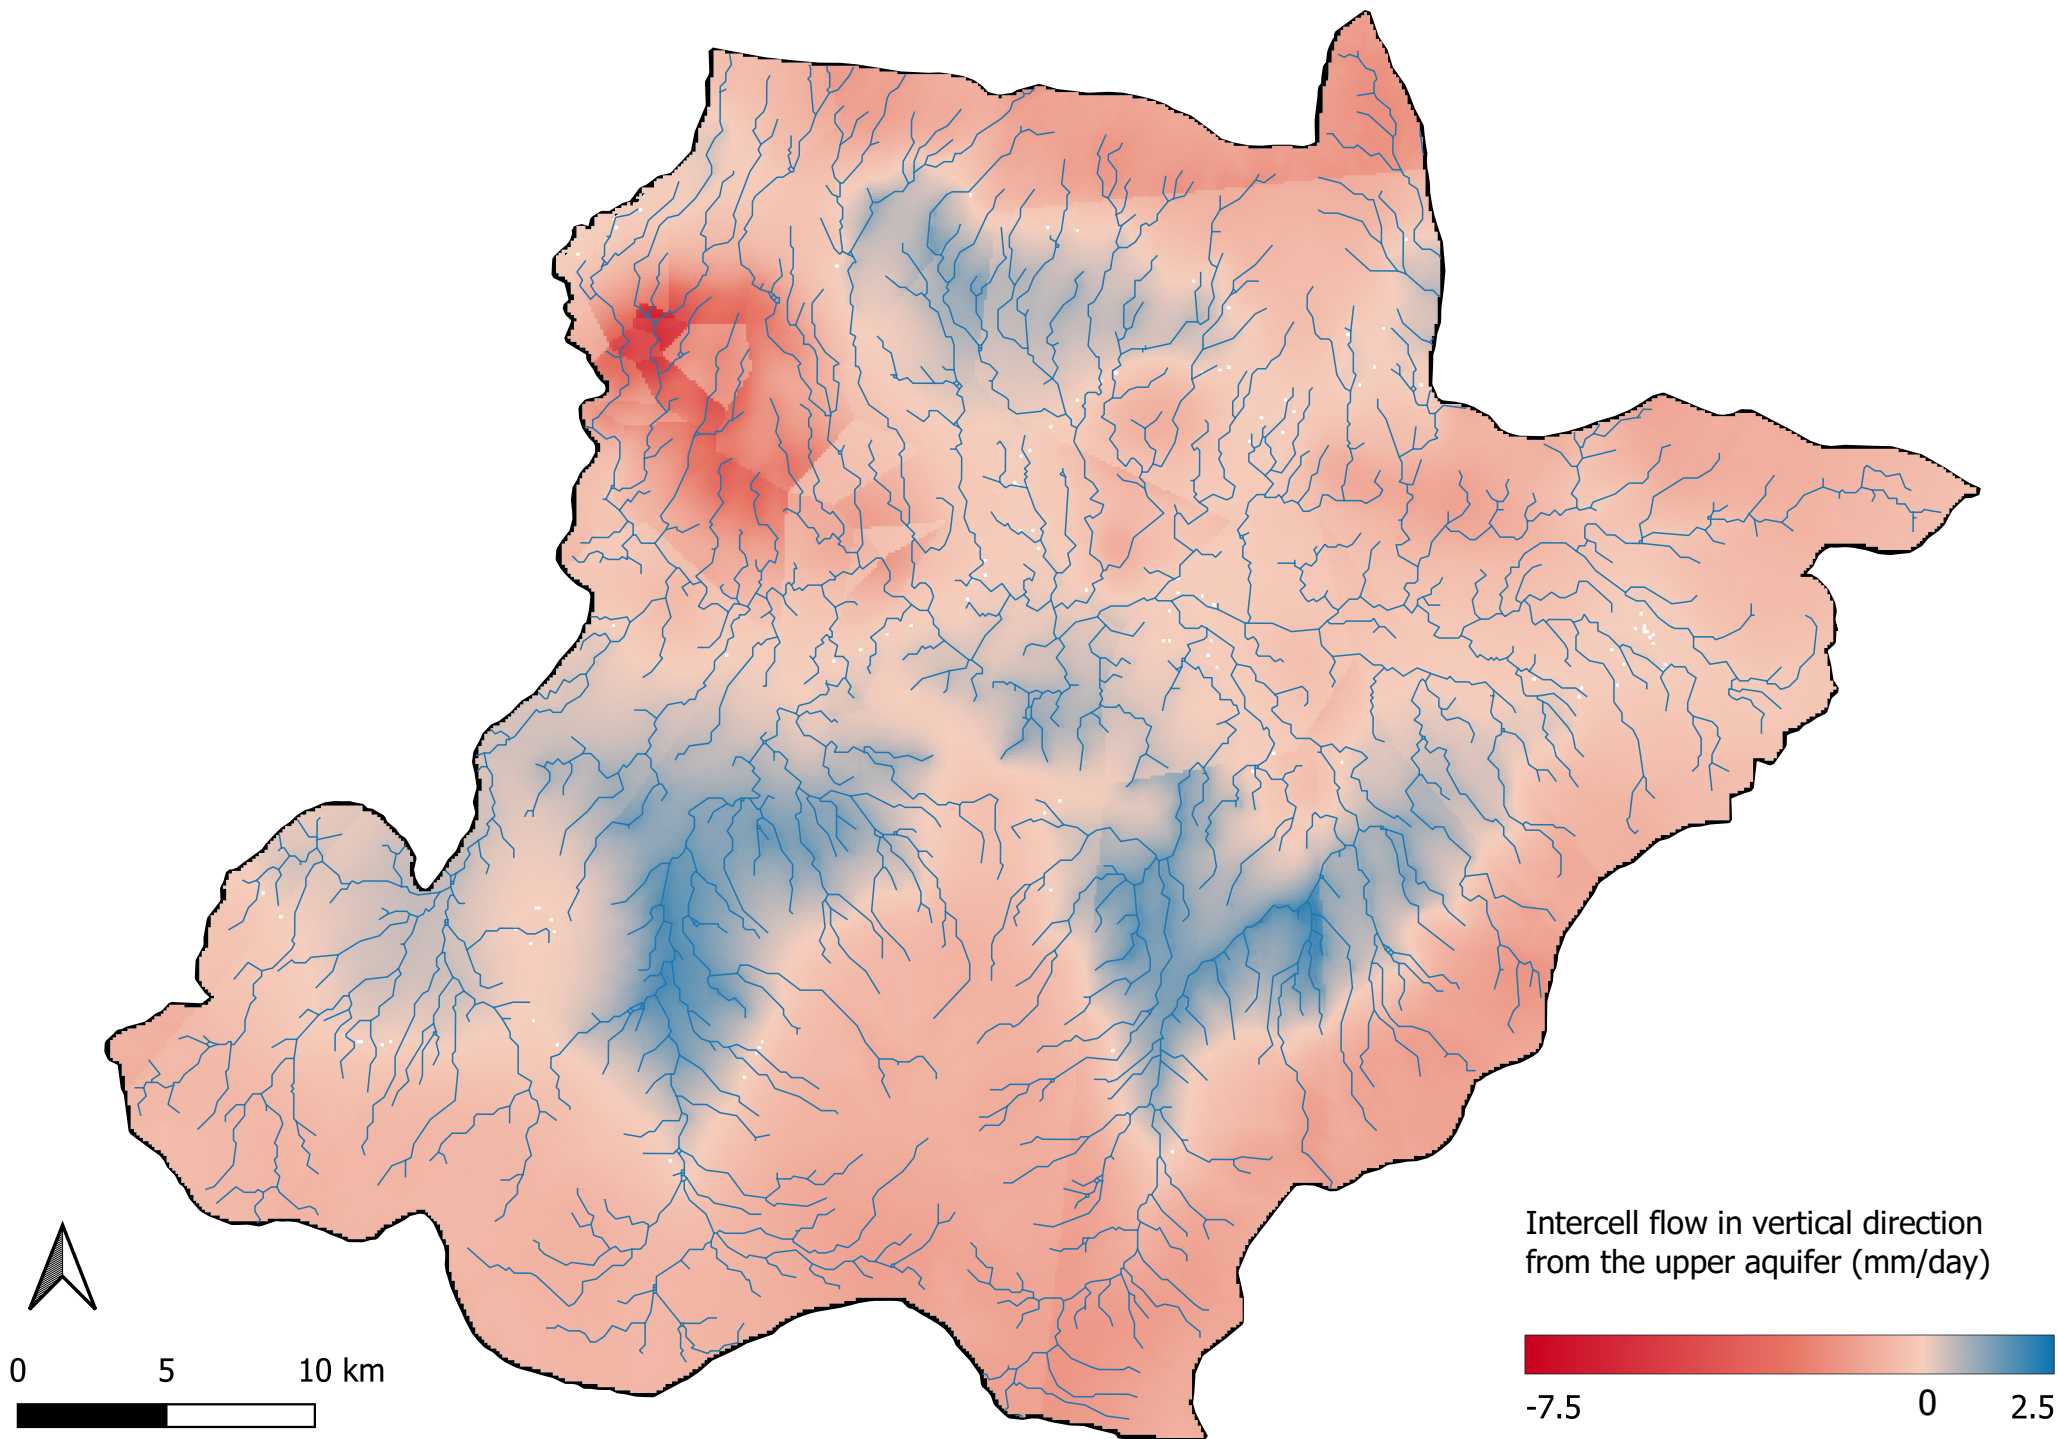 Intercell flow in vertical direction
from the upper aquifer (mm/day)
0 5 10 km
-7.5 0 2.5